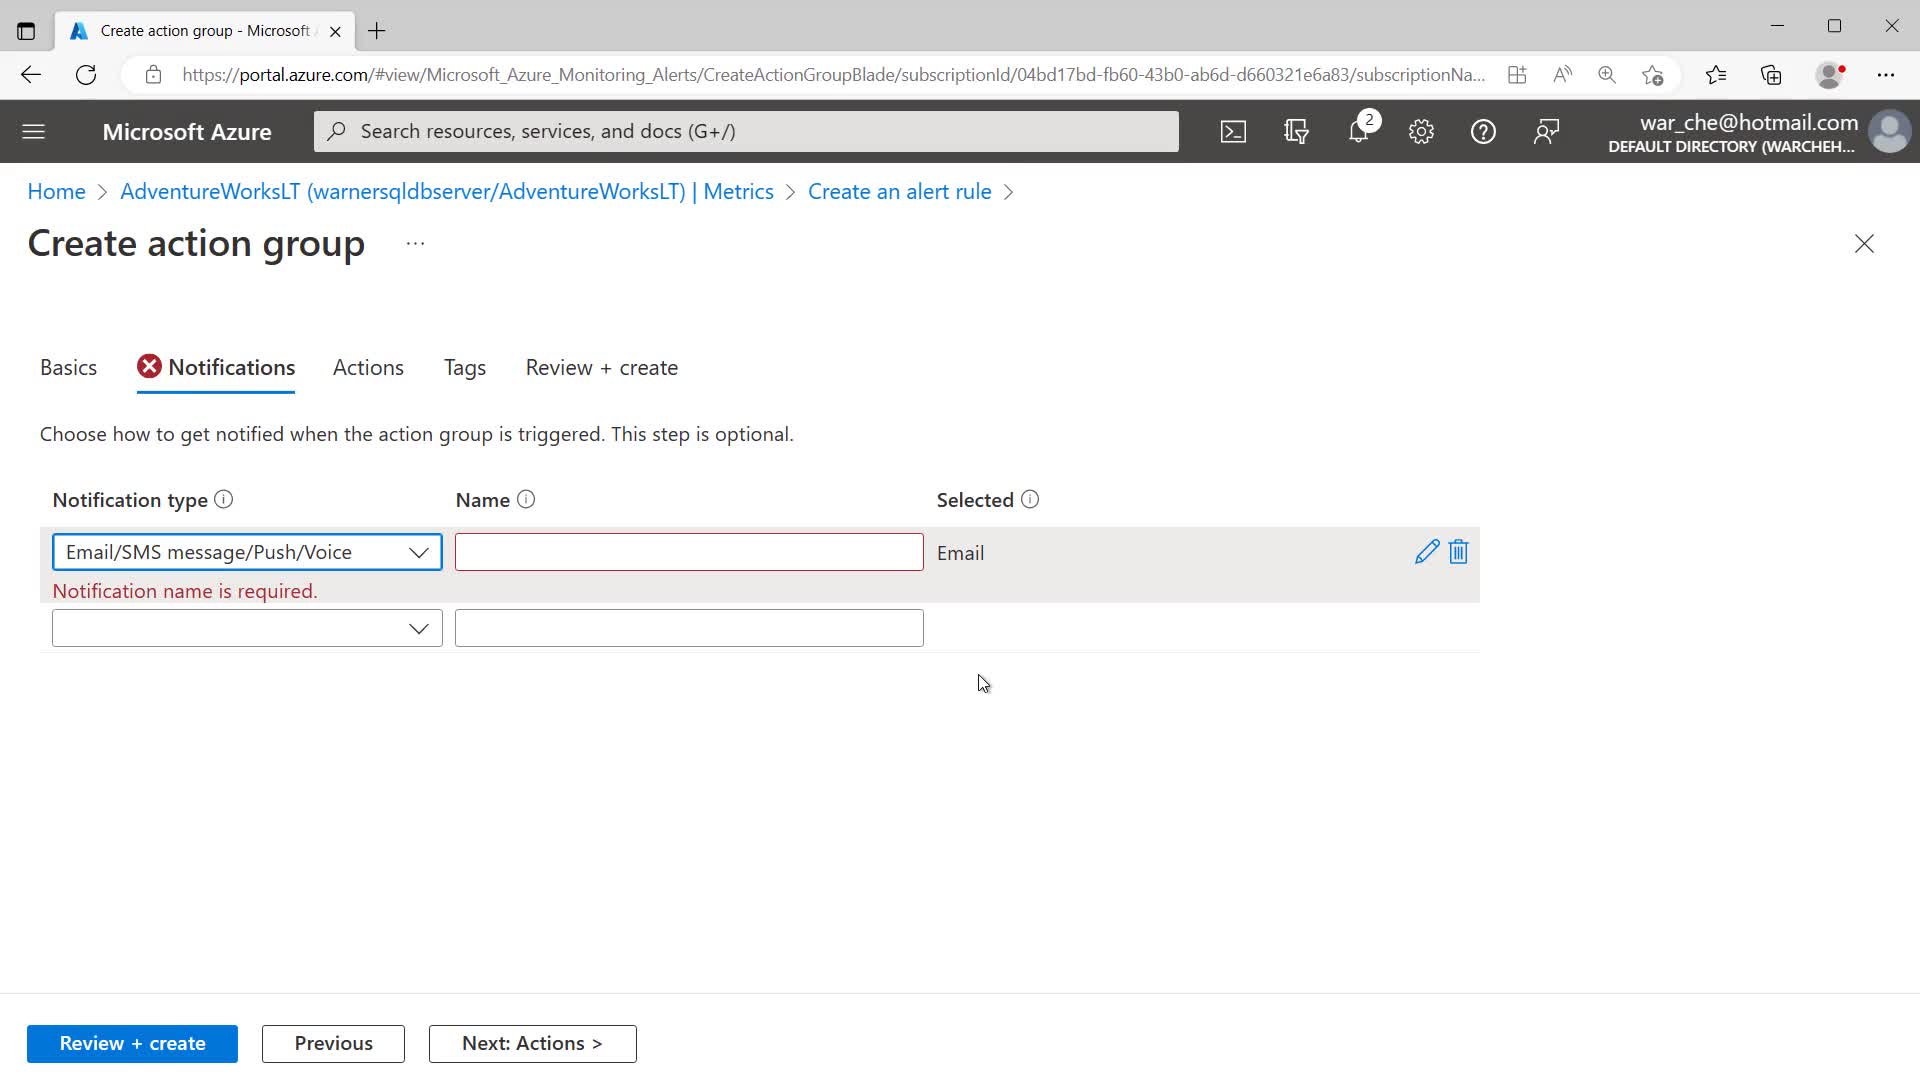 Create action group - Microsoft
https://portal.azure.com/#view/Microsoft_Azure_Monitoring_Alerts/CreateActionGroupBlade/subscriptionId/04bd17bd-fb60-43b0-ab6d-d660321e6a83/subscriptionNa...
Microsoft Azure
Search resources, services, and docs (G+/)
2
war_che@hotmail.com
DEFAULT DIRECTORY (WARCHEH...
Home > AdventureWorksLT (warnersqldbserver/AdventureWorksLT) | Metrics > Create an alert rule >
Create action group ...
Basics Notifications Actions Tags Review + create
Choose how to get notified when the action group is triggered. This step is optional.
Notification type Name Selected
Email/SMS message/Push/Voice Email
Notification name is required.
Review + create Previous Next: Actions >